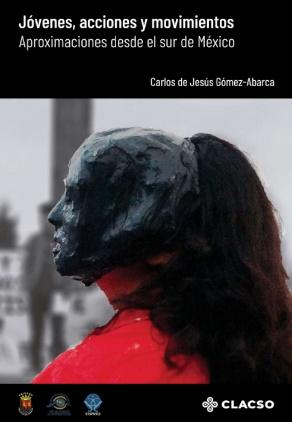 Jóvenes, acciones y movimientos
Aproximaciones desde el sur de México
Carlos de Jesús Gómez-Abarca
CLACSO